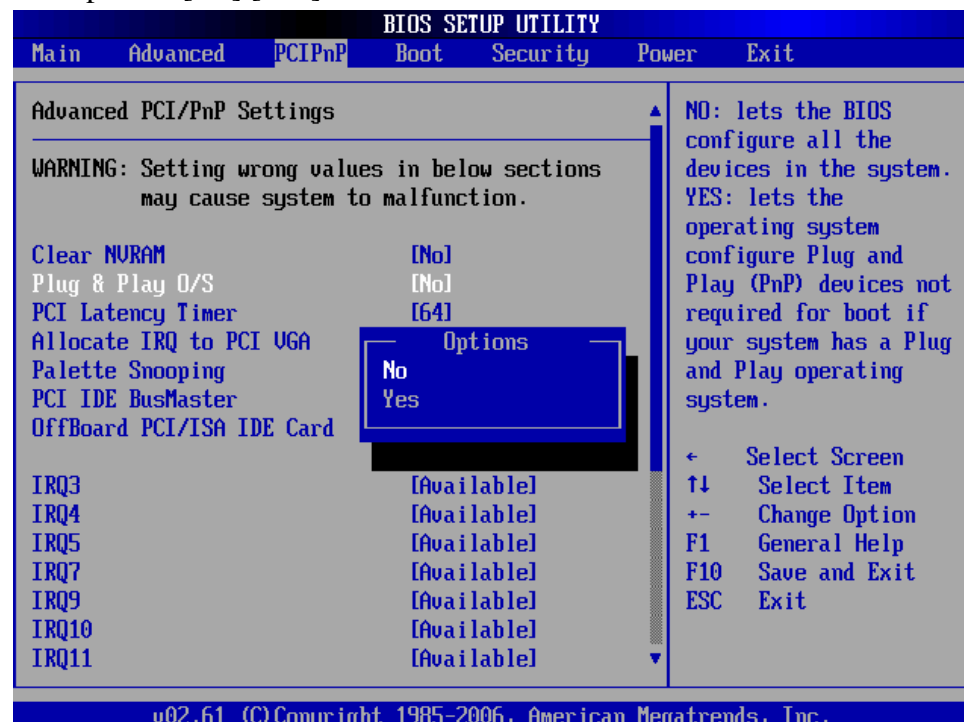 BIOS SETUP UTILITY
Main Advanced PCIPnP Boot Security Power Exit
Advanced PCI/PnP Settings
WARNING: Setting wrong values in below sections
may cause system to malfunction.
Clear NVRAM [No]
Plug & Play O/S [No]
PCI Latency Timer [64]
Allocate IRQ to PCI VGA
Palette Snooping
PCI IDE BusMaster
OffBoard PCI/ISA IDE Card
Options
No
Yes
IRQ3 [Available]
IRQ4 [Available]
IRQ5 [Available]
IRQ7 [Available]
IRQ9 [Available]
IRQ10 [Available]
IRQ11 [Available]
NO: lets the BIOS
configure all the
devices in the system.
YES: lets the
operating system
configure Plug and
Play (PnP) devices not
required for boot if
your system has a Plug
and Play operating
system.
← Select Screen
↑↓ Select Item
+- Change Option
F1 General Help
F10 Save and Exit
ESC Exit
v02.61 (C)Copyright 1985-2006, American Megatrends, Inc.